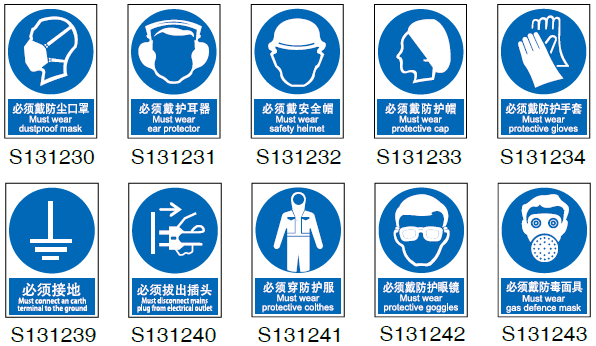 必须戴防尘口罩
Must wear
dustproof mask
S131230
必须戴护耳器
Must wear
ear protector
S131231
必须戴安全帽
Must wear
safety helmet
S131232
必须戴防护帽
Must wear
protective cap
S131233
必须戴防护手套
Must wear
protective gloves
S131234
必须接地
Must connect an carth
terminal to the ground
S131239
必须拔出插头
Must disconnect mains
plug from electrical outlet
S131240
必须穿防护服
Must wear
protective coithes
S131241
必须戴防护眼镜
Must wear
protective goggles
S131242
必须戴防毒面具
Must wear
gas defence mask
S131243